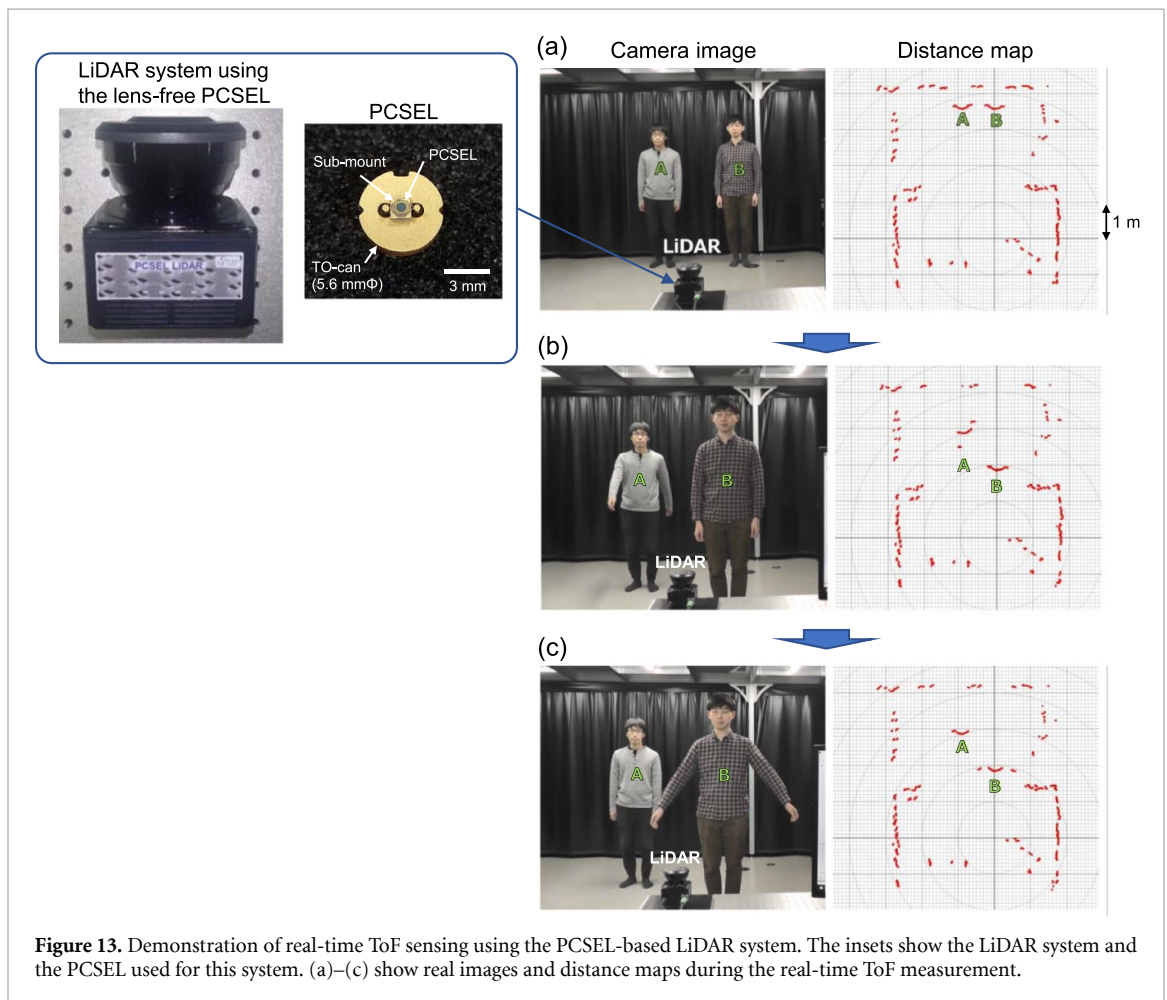 LiDAR system using
the lens-free PCSEL
PCSEL LiDAR
PCSEL
Sub-mount
PCSEL
TO-can
(5.6 mmΦ)
3 mm
(a)
Camera image
Distance map
A
B
LiDAR
A
B
1 m
(b)
A
B
LiDAR
A
B
(c)
A
B
LiDAR
A
B
Figure 13. Demonstration of real-time ToF sensing using the PCSEL-based LiDAR system. The insets show the LiDAR system and
the PCSEL used for this system. (a)–(c) show real images and distance maps during the real-time ToF measurement.